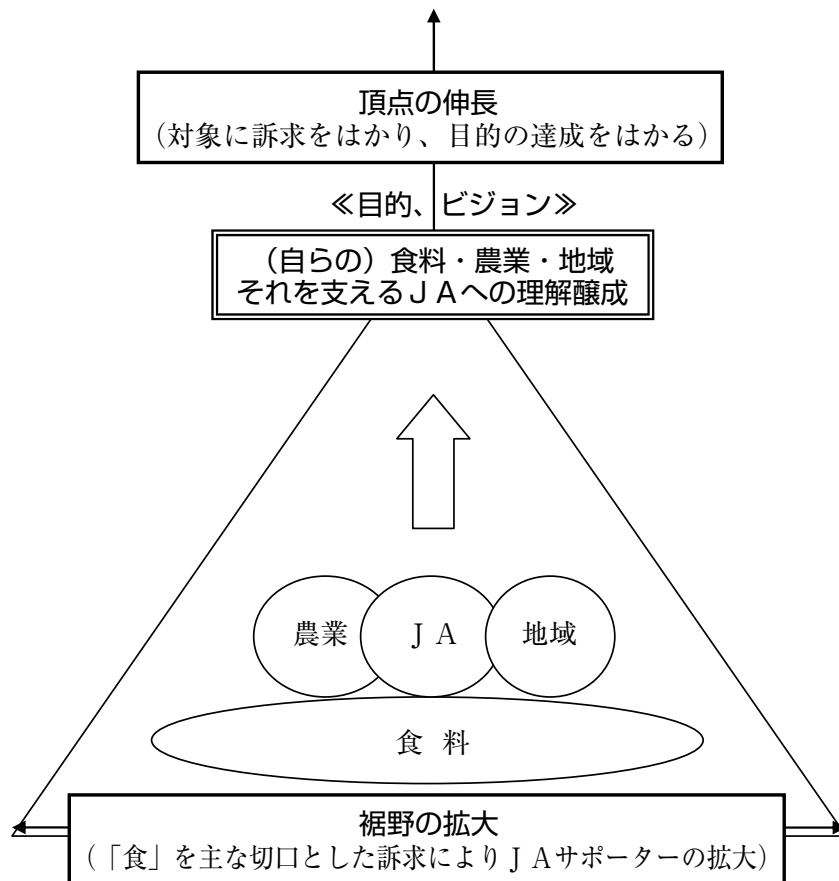 頂点の伸長
（対象に訴求をはかり、目的の達成をはかる）
≪目的、ビジョン≫
（自らの）食料・農業・地域
それを支えるＪＡへの理解醸成
農業
ＪＡ
地域
食料
裾野の拡大
（「食」を主な切口とした訴求によりＪＡサポーターの拡大）